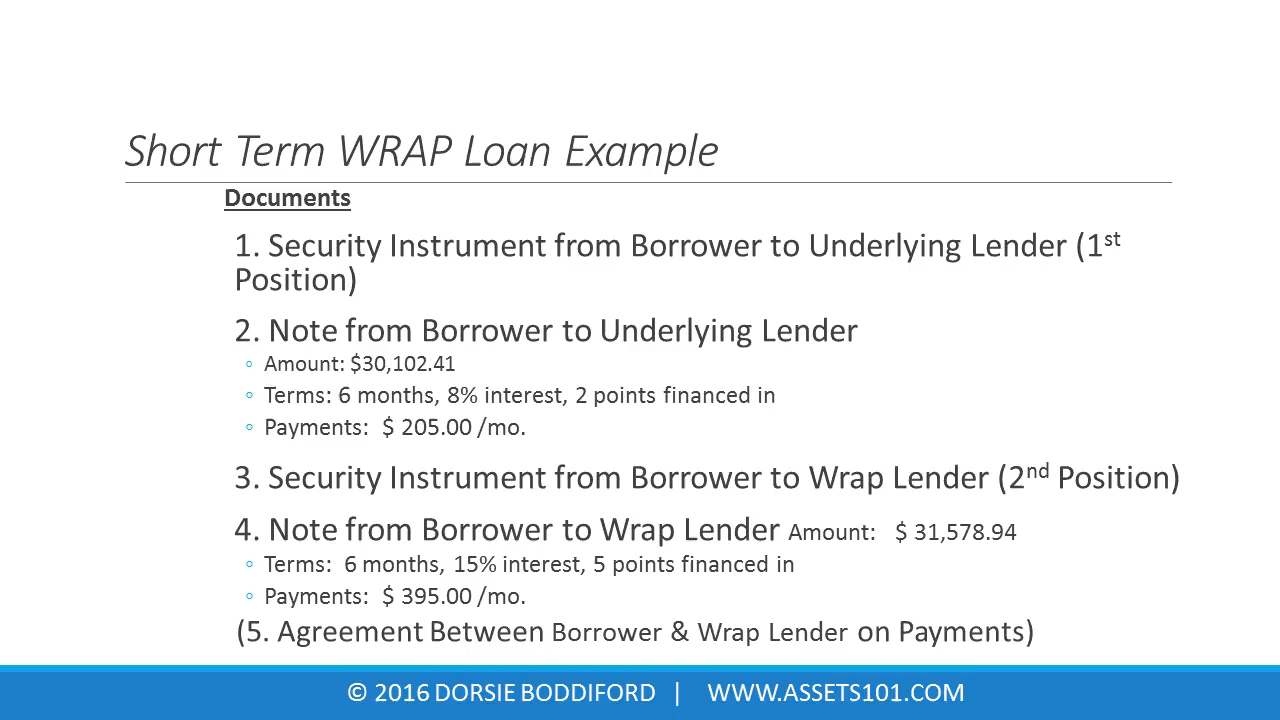 Short Term WRAP Loan Example
Documents
1. Security Instrument from Borrower to Underlying Lender (1st
Position)
2. Note from Borrower to Underlying Lender
◦ Amount: $30,102.41
◦ Terms: 6 months, 8% interest, 2 points financed in
◦ Payments: $ 205.00 /mo.
3. Security Instrument from Borrower to Wrap Lender (2nd Position)
4. Note from Borrower to Wrap Lender Amount: $ 31,578.94
◦ Terms: 6 months, 15% interest, 5 points financed in
◦ Payments: $ 395.00 /mo.
(5. Agreement Between Borrower & Wrap Lender on Payments)
© 2016 DORSIE BODDIFORD | WWW.ASSETS101.COM